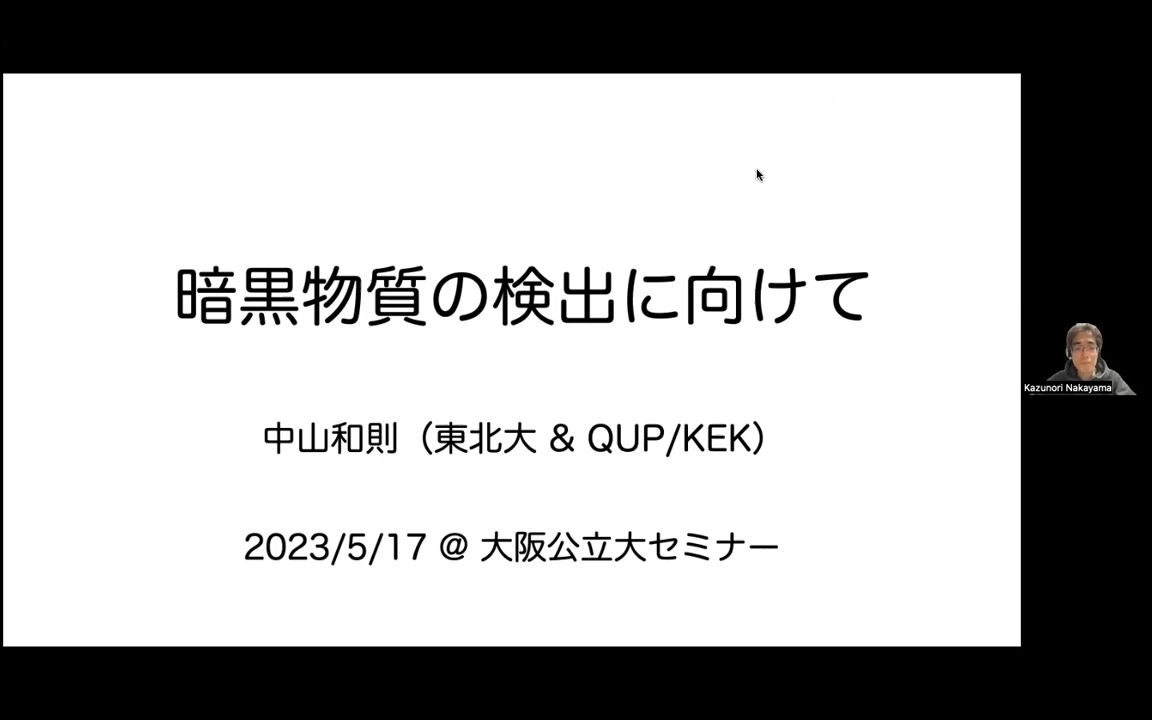 暗黒物質の検出に向けて
中山和則（東北大 & QUP/KEK）
2023/5/17 @ 大阪公立大セミナー
Kazunori Nakayama